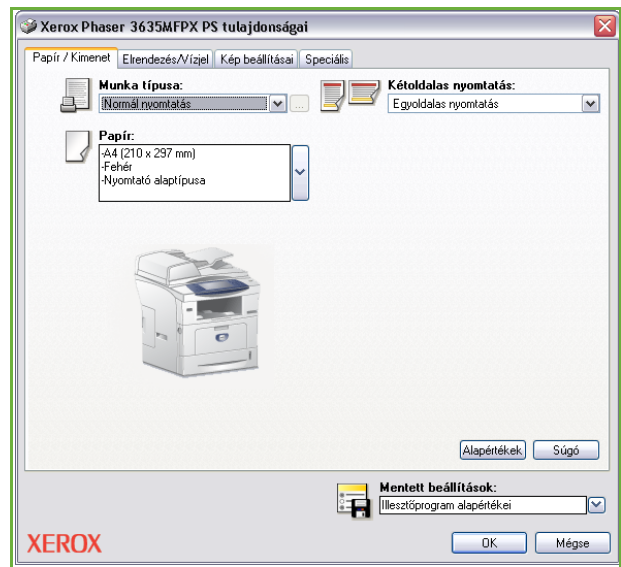 Xerox Phaser 3635MFPX PS tulajdonságai
Papír / Kimenet Elrendezés/Vízjel Kép beállításai Speciális
Munka típusa: Kétoldalas nyomtatás:
Normál nyomtatás ... Egyoldalas nyomtatás
Papír:
-A4 (210 x 297 mm)
-Fehér
-Nyomtató alaptípusa
Alapértékek Súgó
Mentett beállítások:
Illesztőprogram alapértékei
XEROX OK Mégse